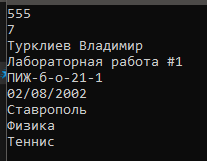 555
7
Турклиев Владимир
Лабораторная работа #1
ПИЖ-б-о-21-1
02/08/2002
Ставрополь
Физика
Теннис